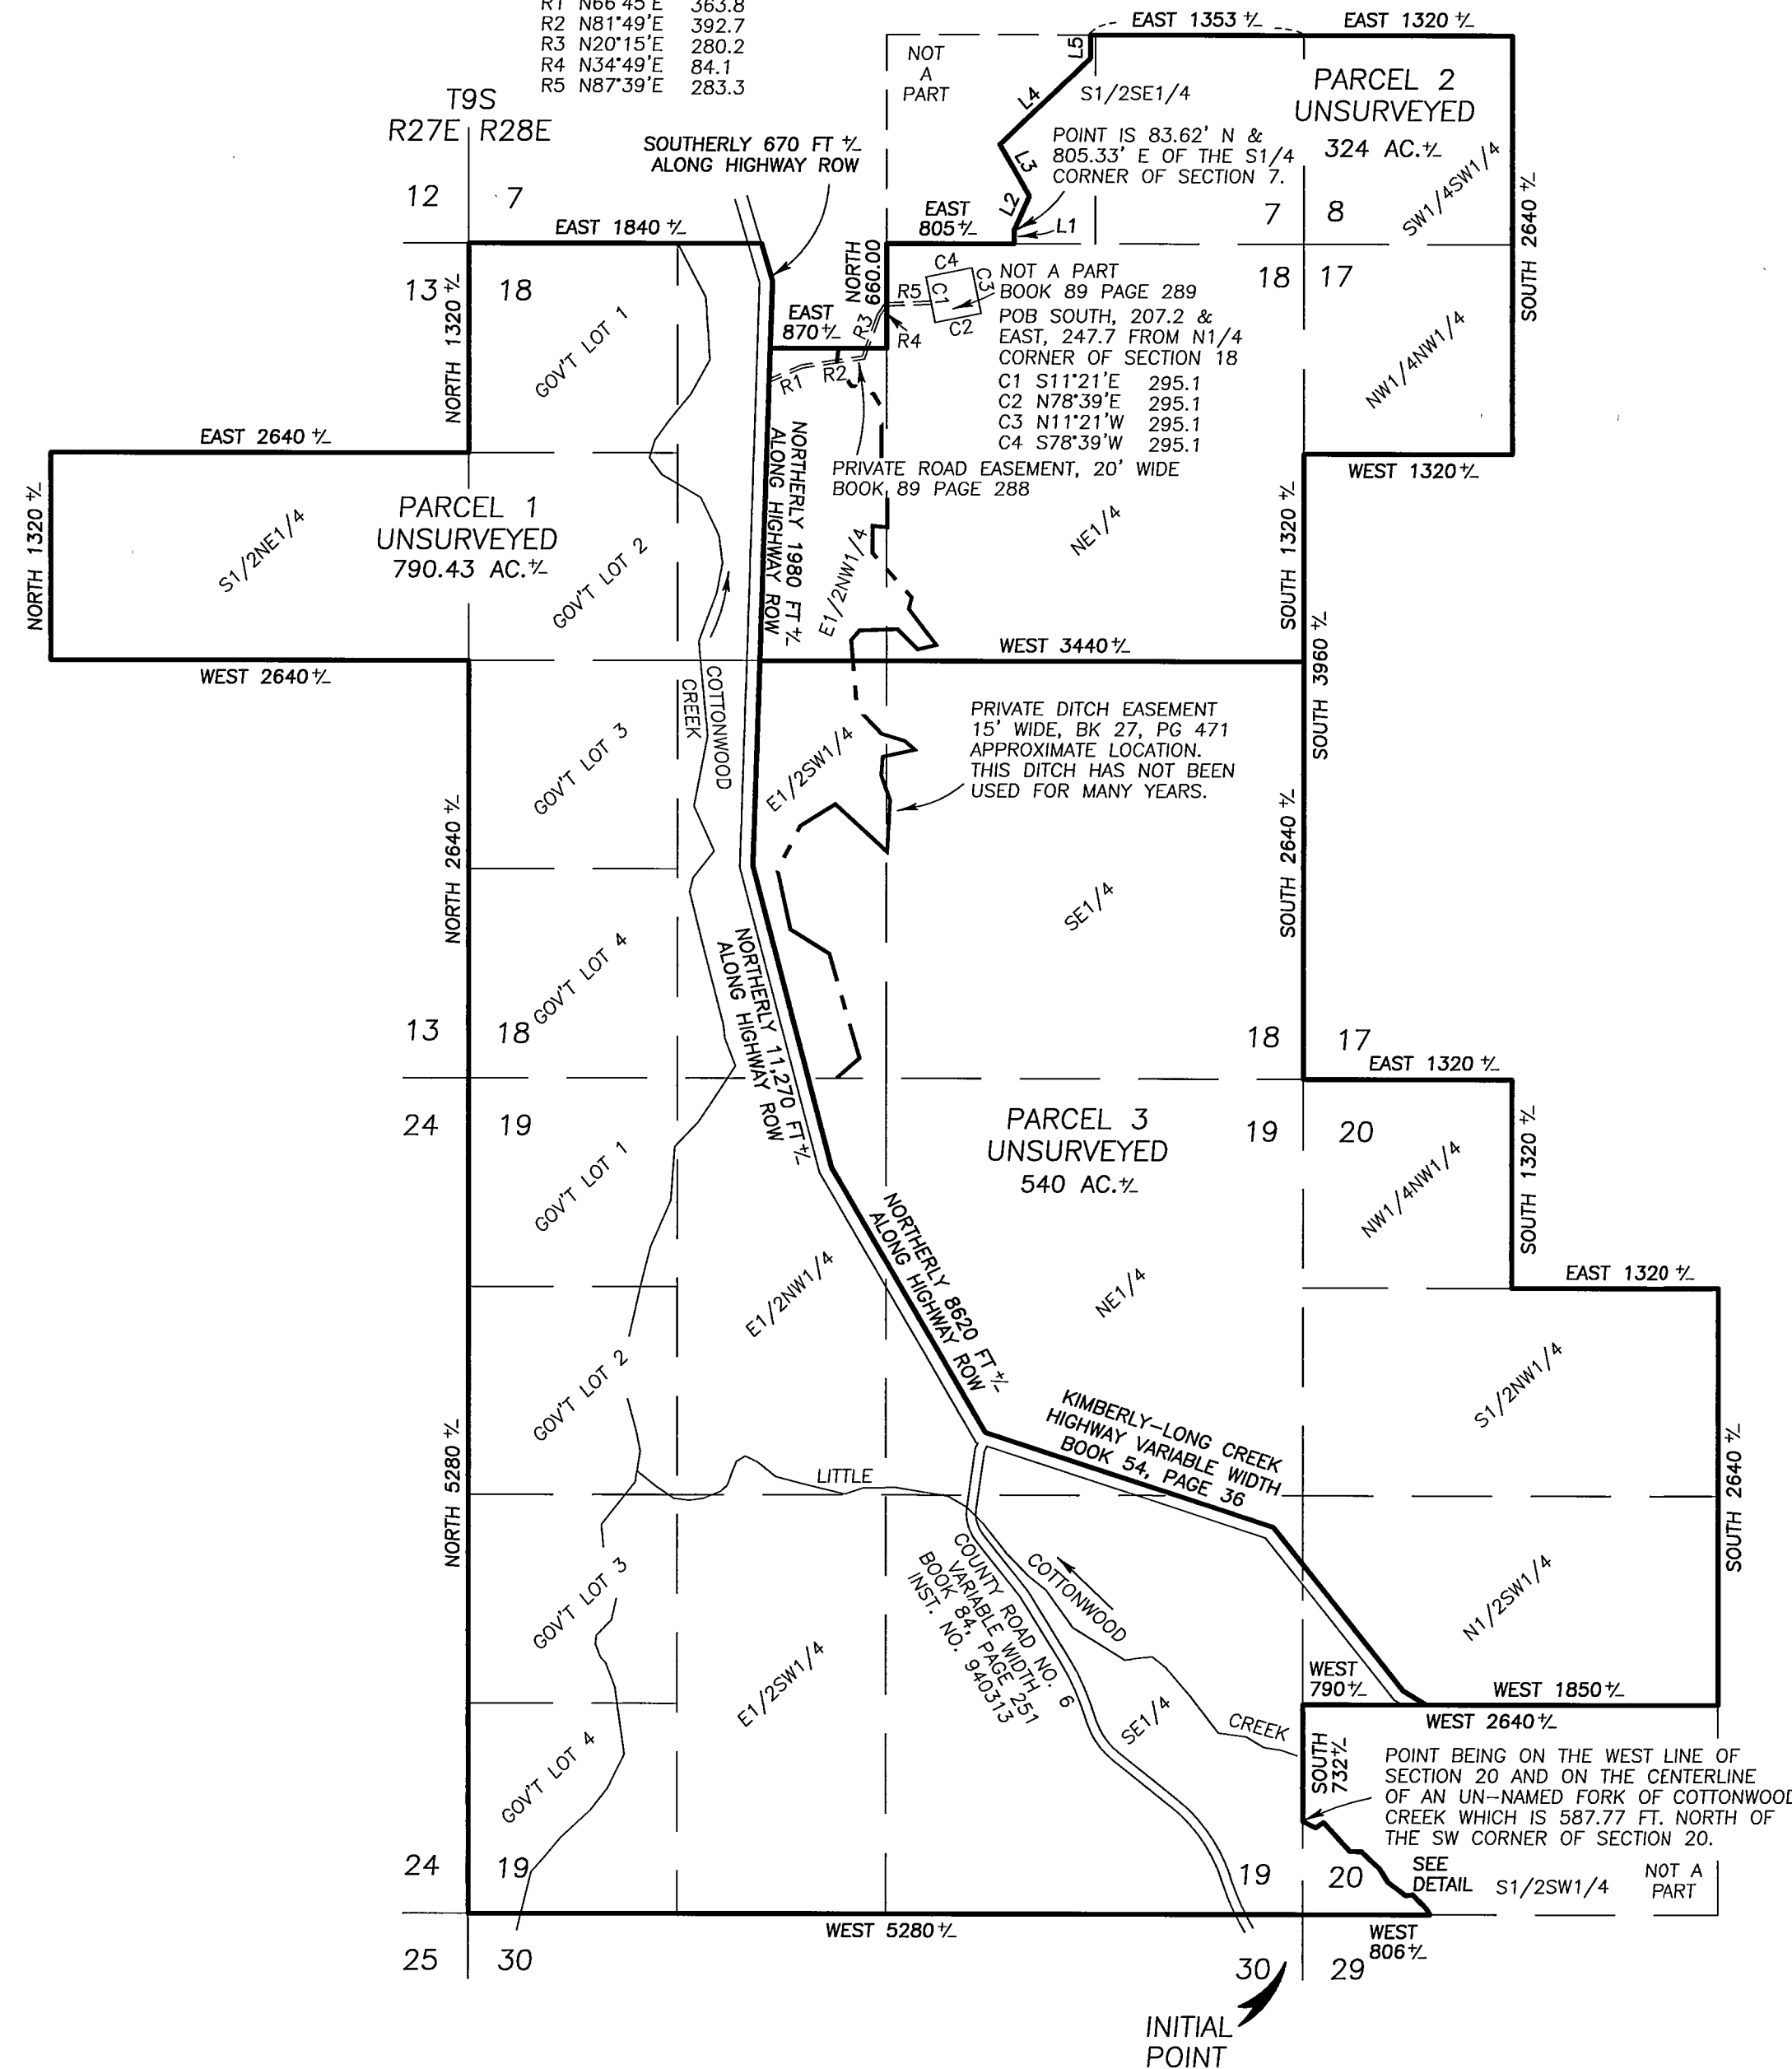 R1 N66°45'E 363.8
R2 N81°49'E 392.7
R3 N20°15'E 280.2
R4 N34°49'E 84.1
R5 N87°39'E 283.3
T9S
R27E R28E
12 7
SOUTHERLY 670 FT +/-
ALONG HIGHWAY ROW
NOT
A
PART
EAST 1353 +/-
EAST 1320 +/-
L5
L4
L3
L2
L1
S1/2SE1/4
PARCEL 2
UNSURVEYED
324 AC.+/-
POINT IS 83.62' N &
805.33' E OF THE S1/4
CORNER OF SECTION 7.
SW1/4SW1/4
SOUTH 2640 +/-
7 8
EAST 1840 +/-
EAST
805+/-
NORTH
660.00
13 18
NORTH 1320 +/-
GOV'T LOT 1
EAST
870+/-
R5
R3
R4
R1
R2
C4
C1
C3
C2
NOT A PART
BOOK 89 PAGE 289
POB SOUTH, 207.2 &
EAST, 247.7 FROM N1/4
CORNER OF SECTION 18
C1 S11°21'E 295.1
C2 N78°39'E 295.1
C3 N11°21'W 295.1
C4 S78°39'W 295.1
18 17
NW1/4NW1/4
PRIVATE ROAD EASEMENT, 20' WIDE
BOOK 89 PAGE 288
WEST 1320+/-
EAST 2640 +/-
NORTH 1320 +/-
S1/2NE1/4
PARCEL 1
UNSURVEYED
790.43 AC.+/-
GOV'T LOT 2
NORTHERLY 1980 FT +/-
ALONG HIGHWAY ROW
E1/2NW1/4
NE1/4
SOUTH 1320 +/-
WEST 2640+/-
WEST 3440+/-
SOUTH 3960 +/-
COTTONWOOD
CREEK
GOV'T LOT 3
E1/2SW1/4
PRIVATE DITCH EASEMENT
15' WIDE, BK 27, PG 471
APPROXIMATE LOCATION.
THIS DITCH HAS NOT BEEN
USED FOR MANY YEARS.
NORTH 2640 +/-
SOUTH 2640 +/-
SE1/4
GOV'T LOT 4
NORTHERLY 11,270 FT +/-
ALONG HIGHWAY ROW
13 18
18 17
EAST 1320 +/-
24 19
GOV'T LOT 1
PARCEL 3
UNSURVEYED
540 AC.+/-
19 20
NW1/4NW1/4
SOUTH 1320 +/-
NORTHERLY 8620 FT +/-
ALONG HIGHWAY ROW
E1/2NW1/4
NE1/4
EAST 1320 +/-
GOV'T LOT 2
S1/2NW1/4
KIMBERLY-LONG CREEK
HIGHWAY VARIABLE WIDTH
BOOK 54, PAGE 36
LITTLE
NORTH 5280 +/-
SOUTH 2640 +/-
GOV'T LOT 3
COTTONWOOD
COUNTY ROAD NO. 6
VARIABLE WIDTH
BOOK 84, PAGE 251
INST. NO. 940313
N1/2SW1/4
E1/2SW1/4
SE1/4
CREEK
WEST
790+/-
WEST 1850+/-
WEST 2640+/-
SOUTH
732+/-
POINT BEING ON THE WEST LINE OF
SECTION 20 AND ON THE CENTERLINE
OF AN UN-NAMED FORK OF COTTONWOOD
CREEK WHICH IS 587.77 FT. NORTH OF
THE SW CORNER OF SECTION 20.
GOV'T LOT 4
24 19
19 20
SEE
DETAIL
S1/2SW1/4
NOT A
PART
WEST 5280+/-
WEST
806+/-
25 30
30 29
INITIAL
POINT